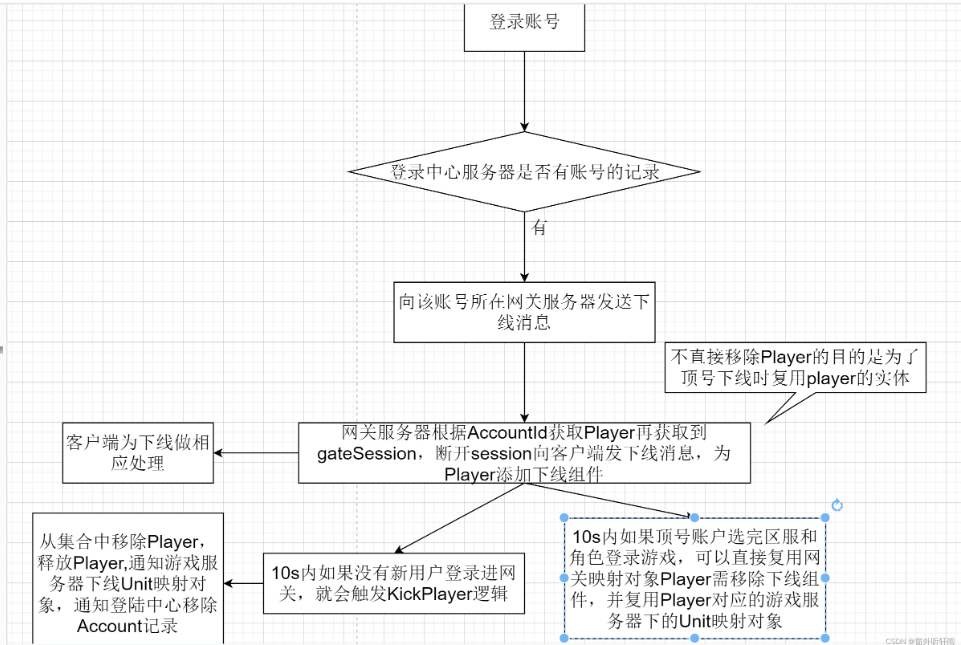 登录账号
登录中心服务器是否有账号的记录
有
向该账号所在网关服务器发送下
线消息
不直接移除Player的目的是为了
顶号下线时复用player的实体
网关服务器根据AccountId获取Player再获取到
gateSession，断开session向客户端发下线消息，为
Player添加下线组件
客户端为下线做相
应处理
10s内如果顶号账户选完区服和
角色登录游戏，可以直接复用网
关映射对象Player需移除下线组
件，并复用Player对应的游戏服
务器下的Unit映射对象
10s内如果没有新用户登录进网
关，就会触发KickPlayer逻辑
从集合中移除Player，
释放Player,通知游戏服
务器下线Unit映射对
象，通知登陆中心移除
Account记录
CSDN @窗外听轩雨